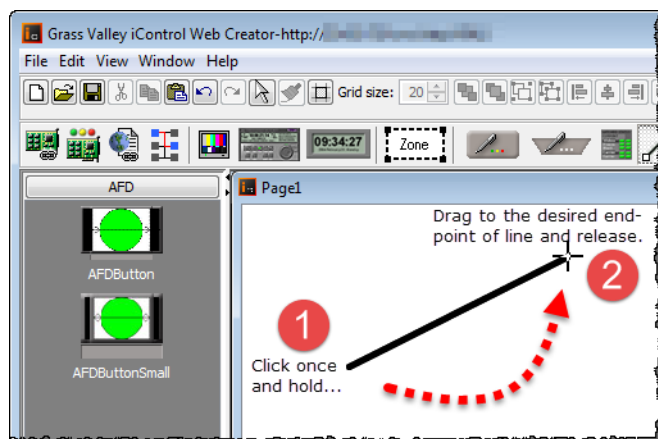 Grass Valley iControl Web Creator-http://
File Edit View Window Help
Grid size: 20
09:34:27
Zone
AFD
Page1
Drag to the desired end-
point of line and release.
2
AFDButton
1
Click once
and hold...
AFDButtonSmall